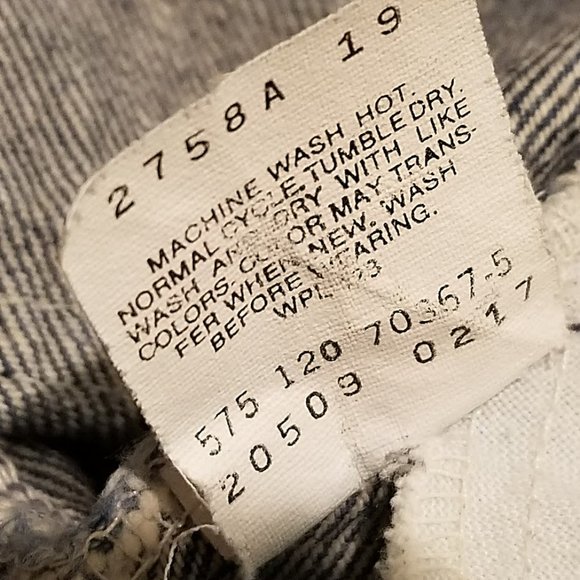 2758A 19
MACHINE WASH HOT.
NORMAL CYCLE. TUMBLE DRY.
WASH AND DRY WITH LIKE
COLORS. COLOR MAY TRANS-
FER WHEN NEW. WASH
BEFORE WEARING.
WPL 423
575 120 70367-5
20509 0217